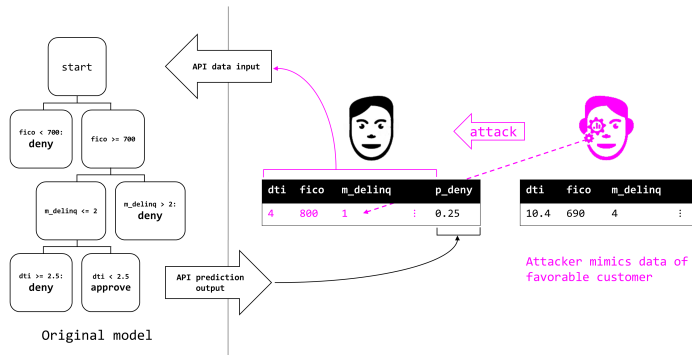 start
API data input
fico < 700:
deny
fico >= 700
attack
m_delinq <= 2
m_delinq > 2:
deny
dti fico m_delinq p_deny
4 800 1 ⋮ 0.25
dti fico m_delinq
10.4 690 4 ⋮
dti >= 2.5:
deny
dti < 2.5
approve
API prediction
output
Attacker mimics data of
favorable customer
Original model